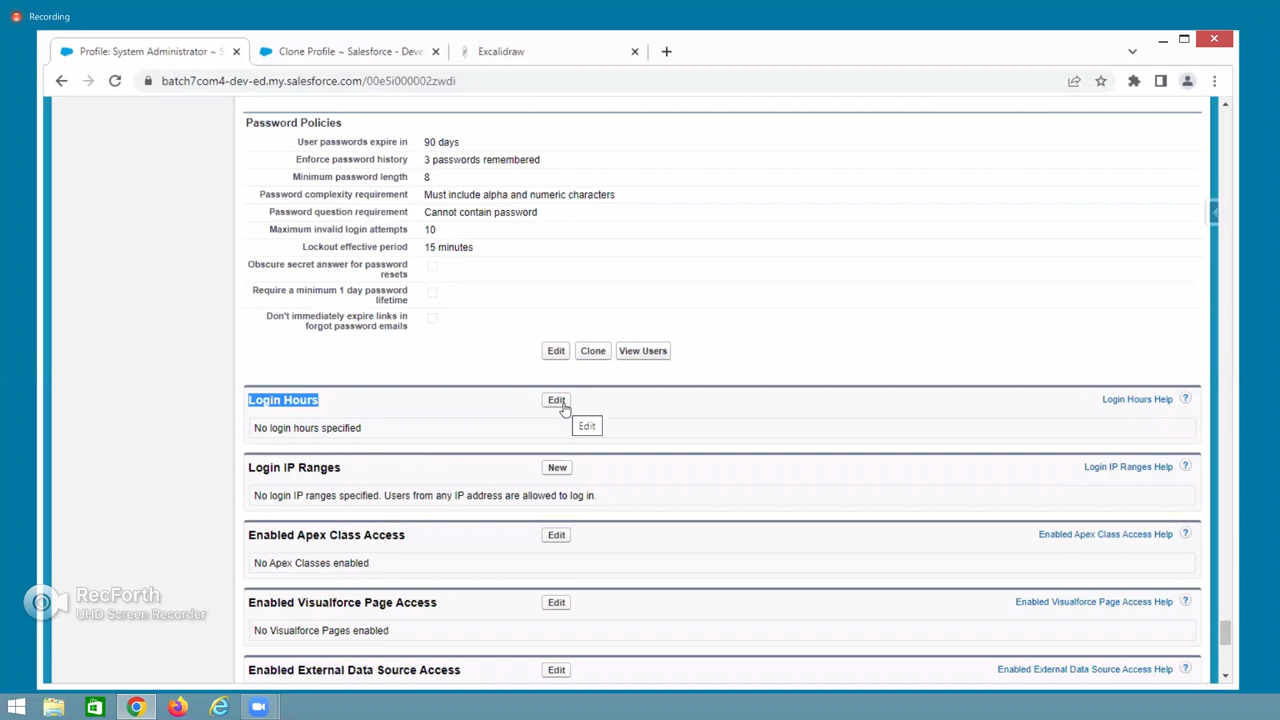 Recording
Profile: System Administrator ~ S
Clone Profile ~ Salesforce - Deve
Excalidraw
batch7com4-dev-ed.my.salesforce.com/00e5i000002zwdi
Password Policies
User passwords expire in 90 days
Enforce password history 3 passwords remembered
Minimum password length 8
Password complexity requirement Must include alpha and numeric characters
Password question requirement Cannot contain password
Maximum invalid login attempts 10
Lockout effective period 15 minutes
Obscure secret answer for password
resets
Require a minimum 1 day password
lifetime
Don't immediately expire links in
forgot password emails
Edit Clone View Users
Login Hours Edit Login Hours Help ?
Edit
No login hours specified
Login IP Ranges New Login IP Ranges Help ?
No login IP ranges specified. Users from any IP address are allowed to log in.
Enabled Apex Class Access Edit Enabled Apex Class Access Help ?
No Apex Classes enabled
Enabled Visualforce Page Access Edit Enabled Visualforce Page Access Help ?
No Visualforce Pages enabled
Enabled External Data Source Access Edit Enabled External Data Source Access Help ?
RecForth
UHD Screen Recorder